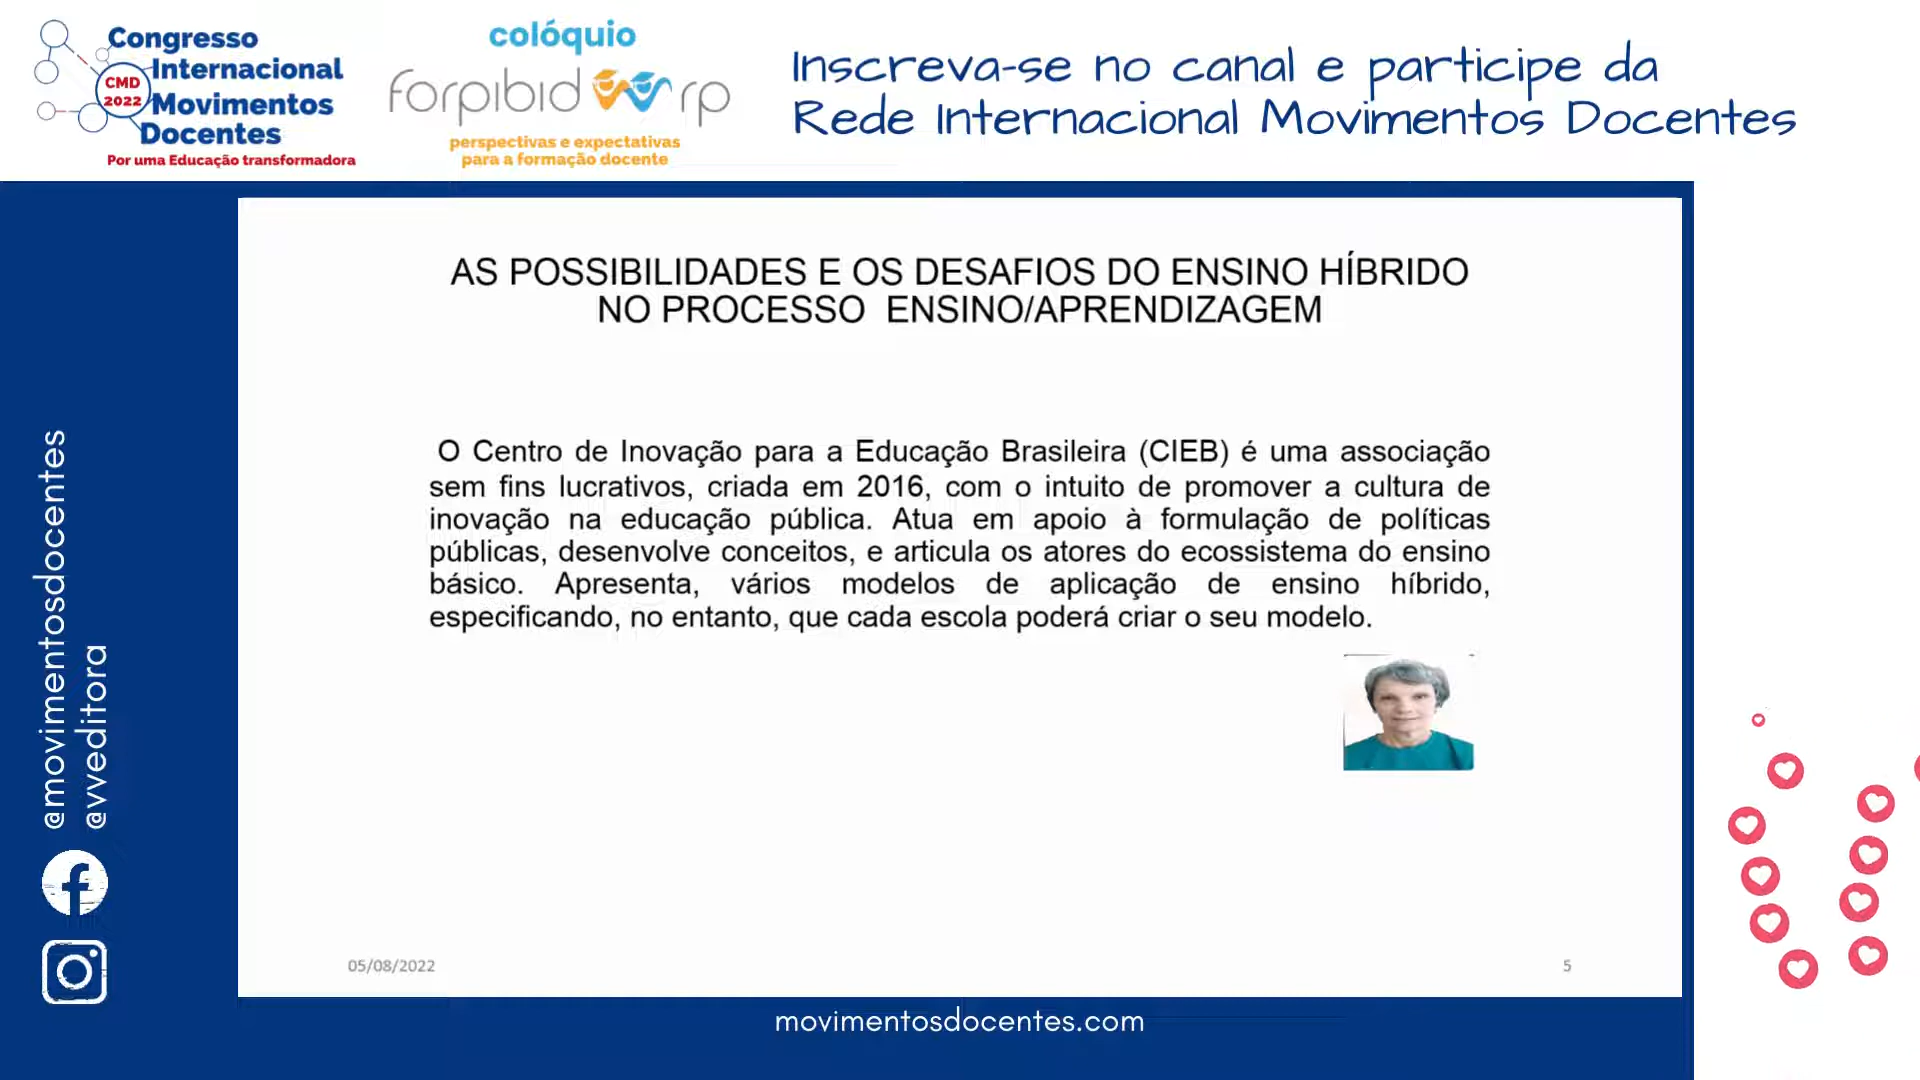 Congresso
Internacional
CMD
2022
Movimentos
Docentes
Por uma Educação transformadora
colóquio
forpibid rp
perspectivas e expectativas
para a formação docente
Inscreva-se no canal e participe da
Rede Internacional Movimentos Docentes
AS POSSIBILIDADES E OS DESAFIOS DO ENSINO HÍBRIDO
NO PROCESSO ENSINO/APRENDIZAGEM
O Centro de Inovação para a Educação Brasileira (CIEB) é uma associação
sem fins lucrativos, criada em 2016, com o intuito de promover a cultura de
inovação na educação pública. Atua em apoio à formulação de políticas
públicas, desenvolve conceitos, e articula os atores do ecossistema do ensino
básico. Apresenta, vários modelos de aplicação de ensino híbrido,
especificando, no entanto, que cada escola poderá criar o seu modelo.
05/08/2022
5
@movimentosdocentes
@vveditora
movimentosdocentes.com